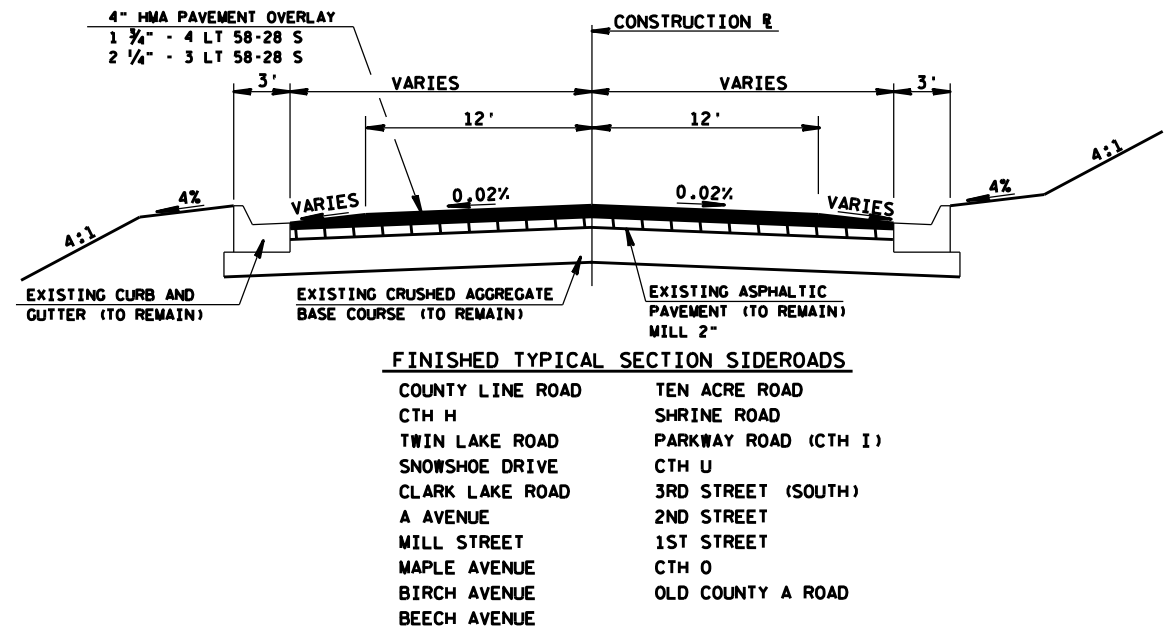 4" HMA PAVEMENT OVERLAY
1 ¾" - 4 LT 58-28 S
2 ¼" - 3 LT 58-28 S
CONSTRUCTION ℞
3'
VARIES
VARIES
3'
12'
12'
4:1
4%
VARIES
0.02%
0.02%
VARIES
4%
4:1
EXISTING CURB AND
GUTTER (TO REMAIN)
EXISTING CRUSHED AGGREGATE
BASE COURSE (TO REMAIN)
EXISTING ASPHALTIC
PAVEMENT (TO REMAIN)
MILL 2"
FINISHED TYPICAL SECTION SIDEROADS
COUNTY LINE ROAD
CTH H
TWIN LAKE ROAD
SNOWSHOE DRIVE
CLARK LAKE ROAD
A AVENUE
MILL STREET
MAPLE AVENUE
BIRCH AVENUE
BEECH AVENUE
TEN ACRE ROAD
SHRINE ROAD
PARKWAY ROAD (CTH I)
CTH U
3RD STREET (SOUTH)
2ND STREET
1ST STREET
CTH O
OLD COUNTY A ROAD